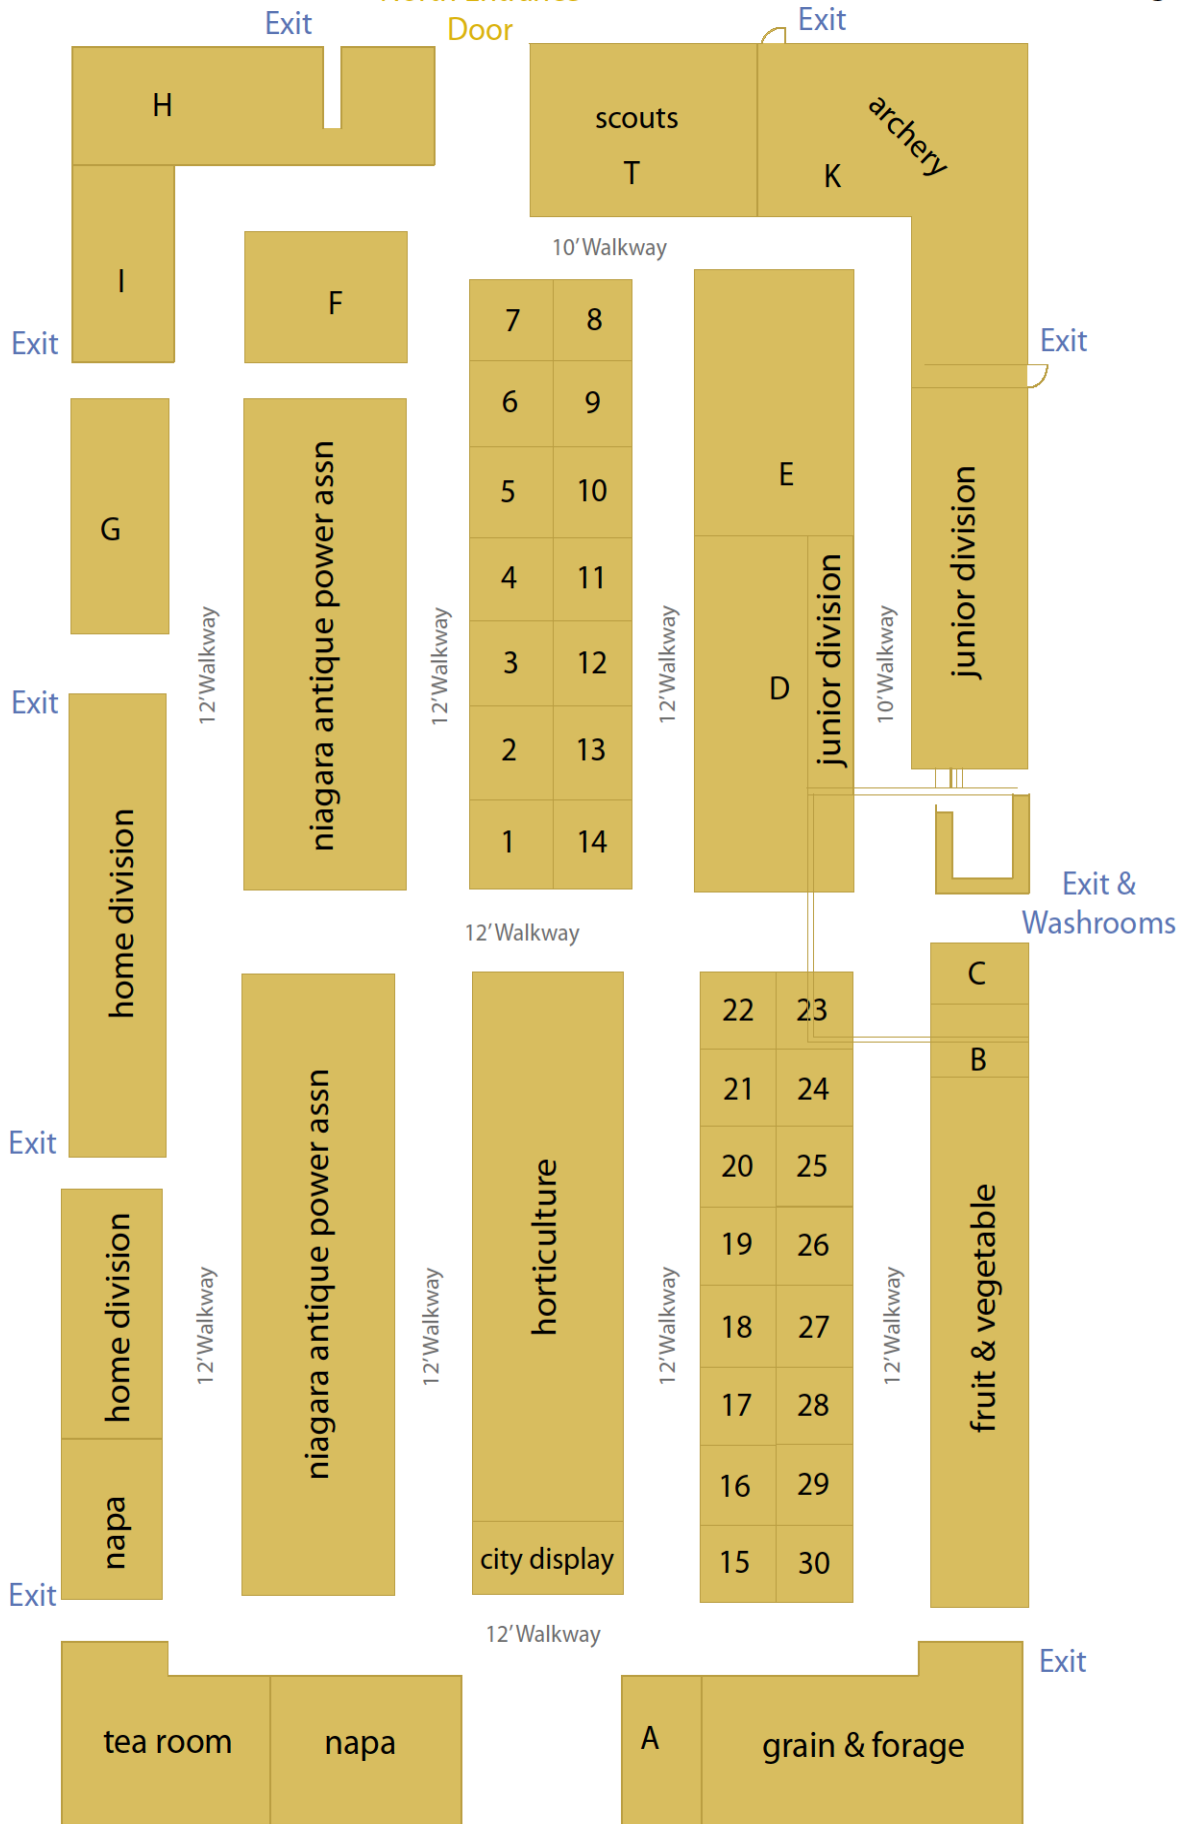 Door
Exit
Exit
H
scouts
archery
T
K
10' Walkway
I
F
7
8
Exit
Exit
6
9
E
5
10
G
niagara antique power assn
junior division
4
11
junior division
12' Walkway
12' Walkway
12' Walkway
10' Walkway
3
12
D
Exit
2
13
1
14
home division
Exit &
Washrooms
12' Walkway
C
22
23
B
21
24
Exit
niagara antique power assn
horticulture
20
25
fruit & vegetable
19
26
home division
12' Walkway
12' Walkway
12' Walkway
12' Walkway
18
27
17
28
16
29
napa
city display
15
30
Exit
12' Walkway
Exit
tea room
napa
A
grain & forage